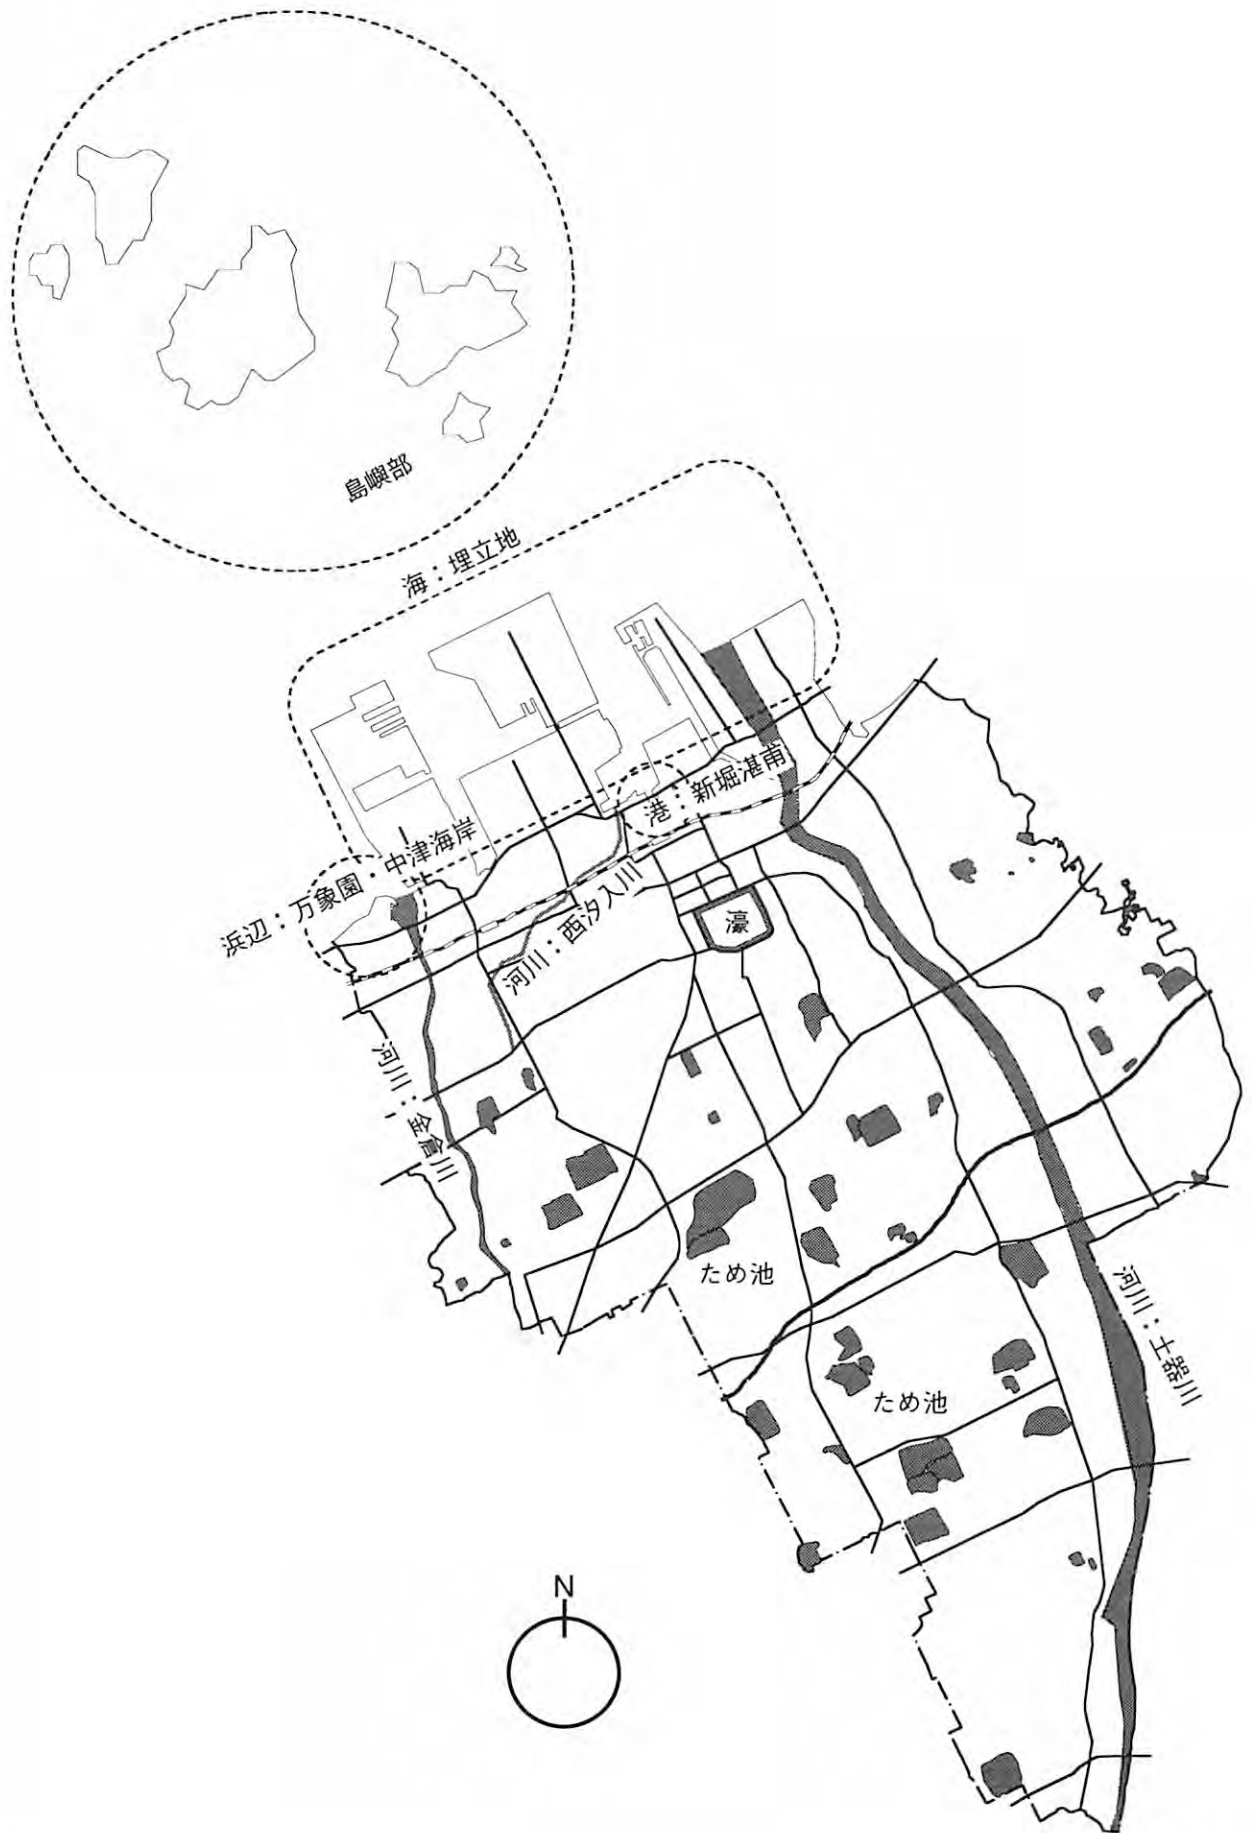 島嶼部
海：埋立地
港：新堀湛甫
浜辺：万象園・中津海岸
河川：西汐入川
濠
河川：金倉川
ため池
河川：土器川
ため池
N